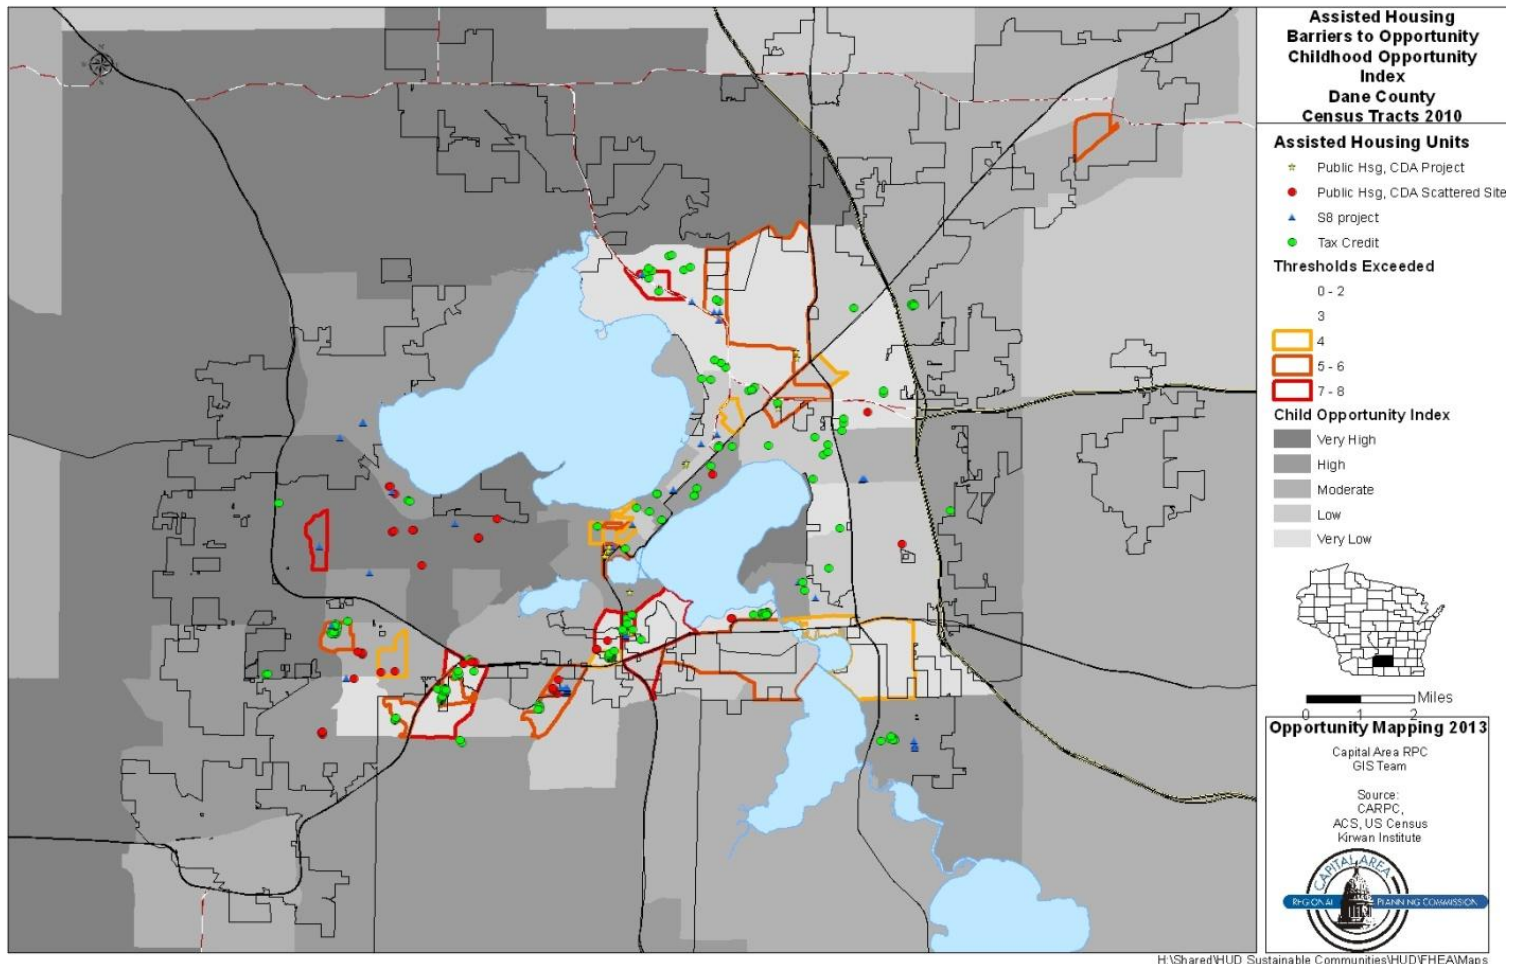 Assisted Housing
Barriers to Opportunity
Childhood Opportunity
Index
Dane County
Census Tracts 2010
Assisted Housing Units
Public Hsg, CDA Project
Public Hsg, CDA Scattered Site
S8 project
Tax Credit
Thresholds Exceeded
0 - 2
3
4
5 - 6
7 - 8
Child Opportunity Index
Very High
High
Moderate
Low
Very Low
Miles
0 1 2
Opportunity Mapping 2013
Capital Area RPC
GIS Team
Source:
CARPC,
ACS, US Census
Kirwan Institute
CAPITAL AREA
REGIONAL PLANNING COMMISSION
H:\Shared\HUD_Sustainable Communities\HUD\FHEA\Maps